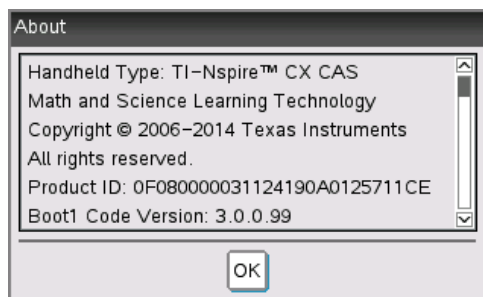 About
Handheld Type: TI-Nspire™ CX CAS
Math and Science Learning Technology
Copyright © 2006-2014 Texas Instruments
All rights reserved.
Product ID: 0F080000031124190A0125711CE
Boot1 Code Version: 3.0.0.99
OK